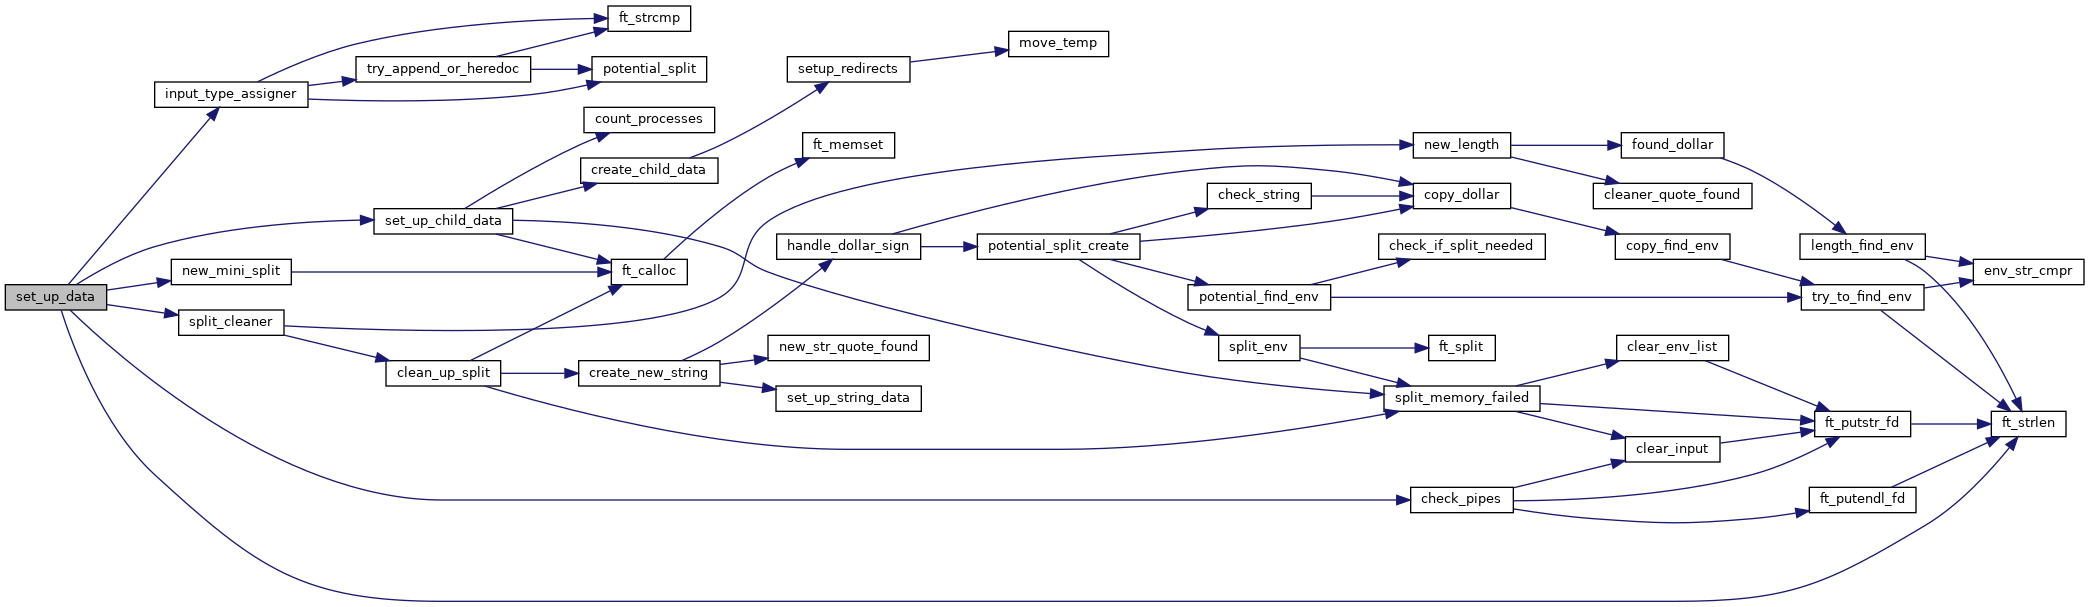 set_up_data
input_type_assigner
ft_strcmp
try_append_or_heredoc
potential_split
set_up_child_data
count_processes
create_child_data
setup_redirects
move_temp
ft_calloc
ft_memset
new_mini_split
split_cleaner
clean_up_split
create_new_string
handle_dollar_sign
new_str_quote_found
set_up_string_data
potential_split_create
check_string
copy_dollar
potential_find_env
check_if_split_needed
split_env
ft_split
split_memory_failed
new_length
found_dollar
cleaner_quote_found
copy_find_env
length_find_env
env_str_cmpr
try_to_find_env
clear_env_list
clear_input
ft_putstr_fd
ft_strlen
check_pipes
ft_putendl_fd